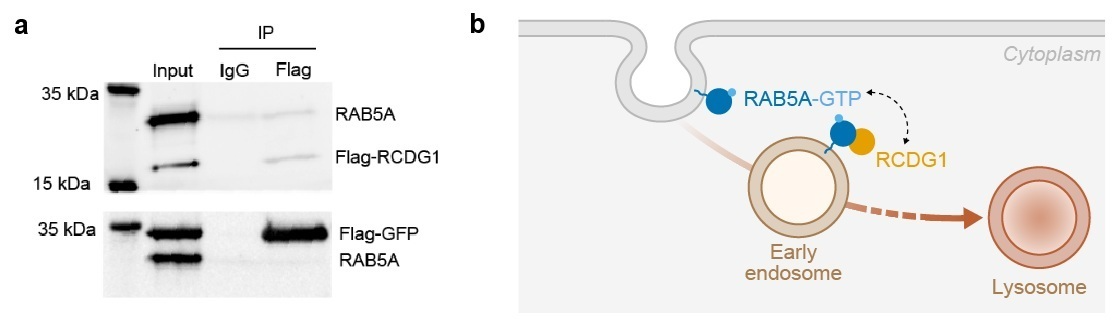 a
IP
Input IgG Flag
35 kDa
RAB5A
Flag-RCDG1
15 kDa
35 kDa
Flag-GFP
RAB5A
b
Cytoplasm
RAB5A-GTP
RCDG1
Early
endosome
Lysosome